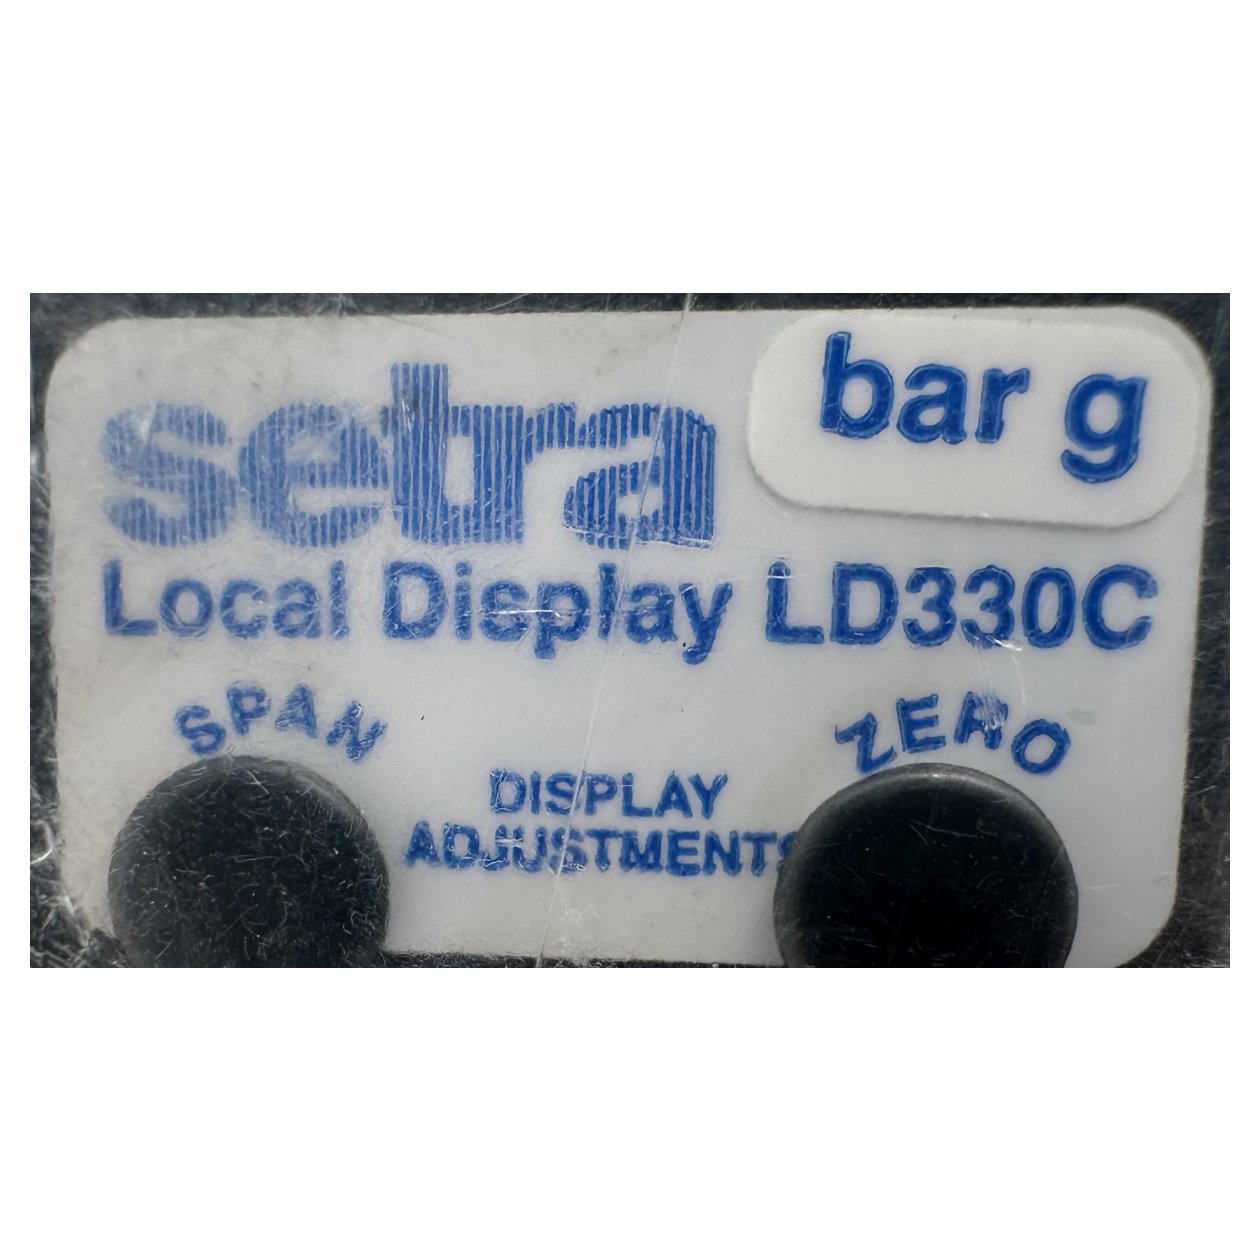 setra
bar g
Local Display LD330C
SPAN
ZERO
DISPLAY
ADJUSTMENTS